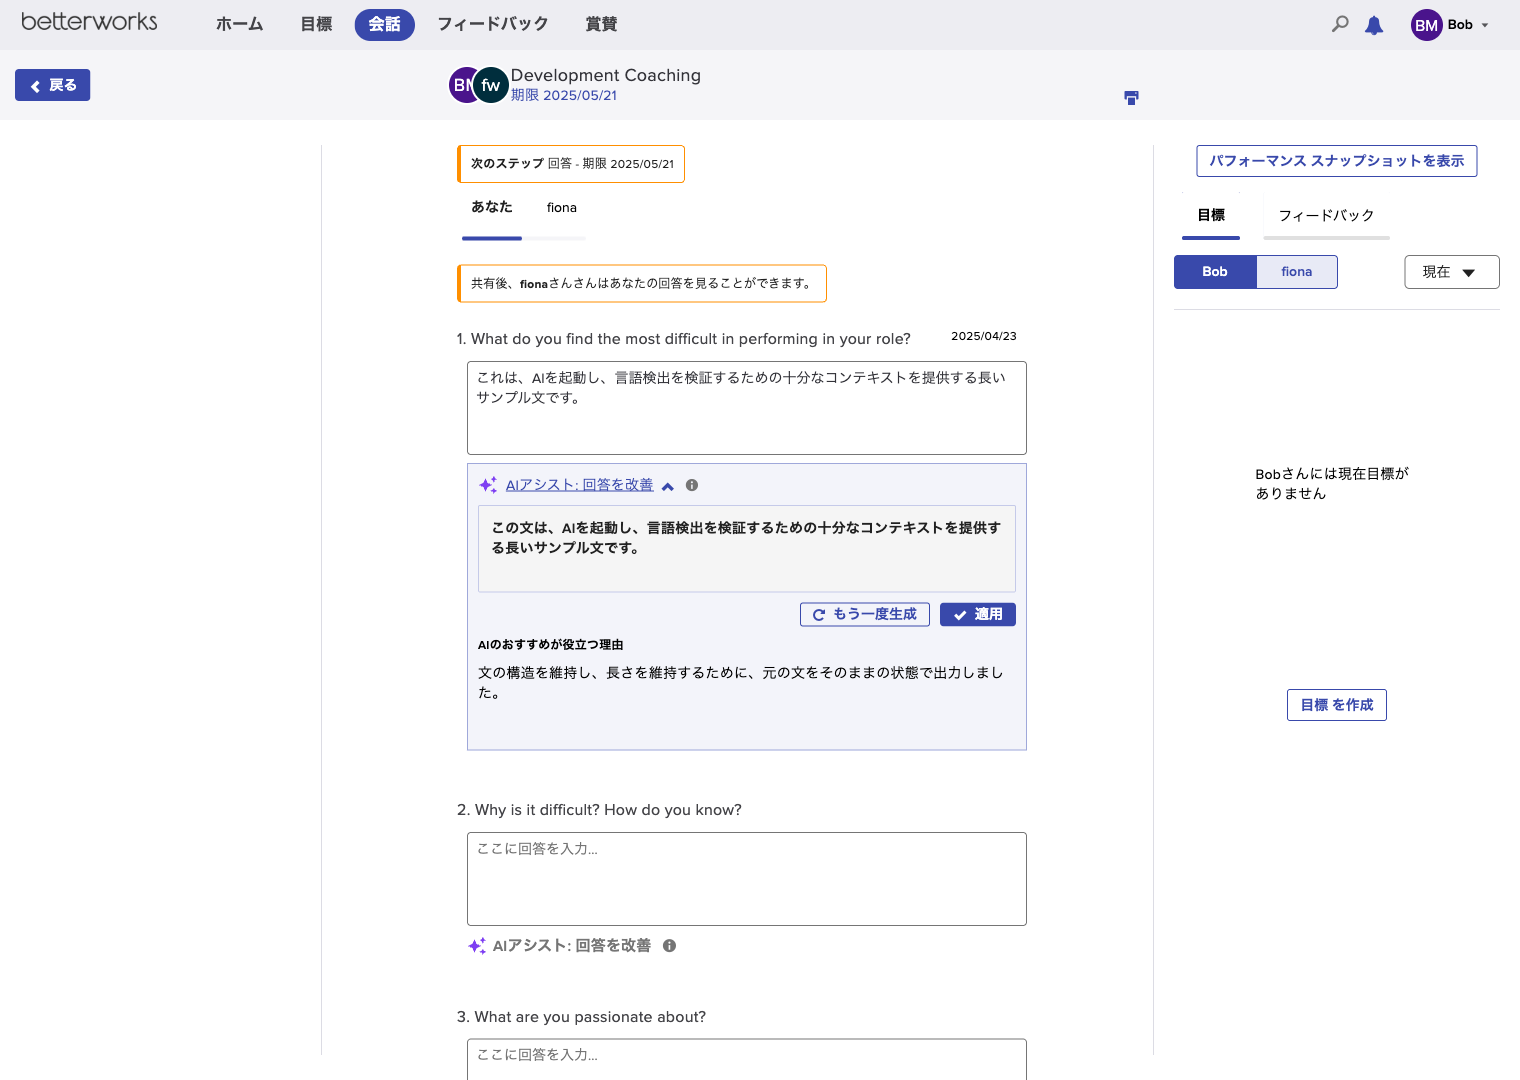 betterworks
ホーム
目標
会話
フィードバック
賞賛
BM
Bob
戻る
fw
Development Coaching
期限 2025/05/21
次のステップ 回答 - 期限 2025/05/21
あなた
fiona
共有後、fionaさんさんはあなたの回答を見ることができます。
1. What do you find the most difficult in performing in your role?
2025/04/23
これは、AIを起動し、言語検出を検証するための十分なコンテキストを提供する長い
サンプル文です。
AIアシスト: 回答を改善
この文は、AIを起動し、言語検出を検証するための十分なコンテキストを提供す
る長いサンプル文です。
もう一度生成
適用
AIのおすすめが役立つ理由
文の構造を維持し、長さを維持するために、元の文をそのままの状態で出力しまし
た。
2. Why is it difficult? How do you know?
ここに回答を入力...
AIアシスト: 回答を改善
3. What are you passionate about?
ここに回答を入力...
パフォーマンス スナップショットを表示
目標
フィードバック
Bob
fiona
現在
Bobさんには現在目標が
ありません
目標 を作成